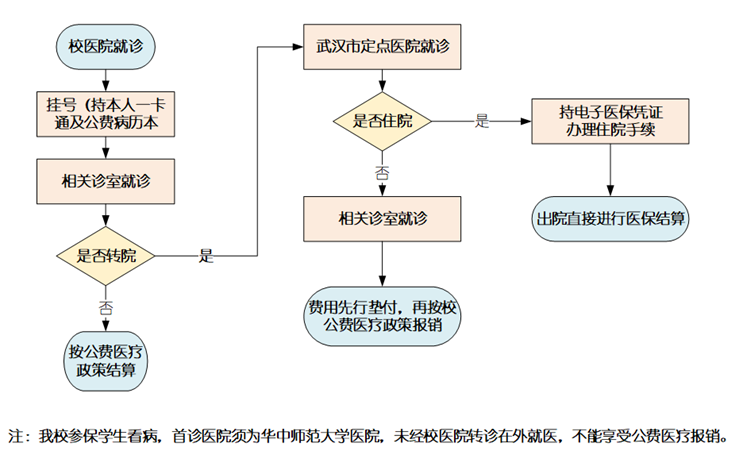 校医院就诊
挂号（持本人一卡
通及公费病历本
相关诊室就诊
是否转院
是
否
按公费医疗
政策结算
武汉市定点医院就诊
是否住院
是
否
相关诊室就诊
费用先行垫付，再按校
公费医疗政策报销
持电子医保凭证
办理住院手续
出院直接进行医保结算
注：我校参保学生看病，首诊医院须为华中师范大学医院，未经校医院转诊在外就医，不能享受公费医疗报销。